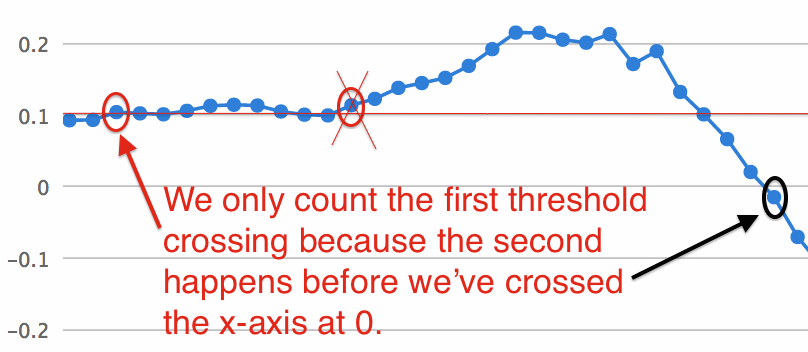 0.2
0.1
0
-0.1
-0.2
We only count the first threshold
crossing because the second
happens before we've crossed
the x-axis at 0.